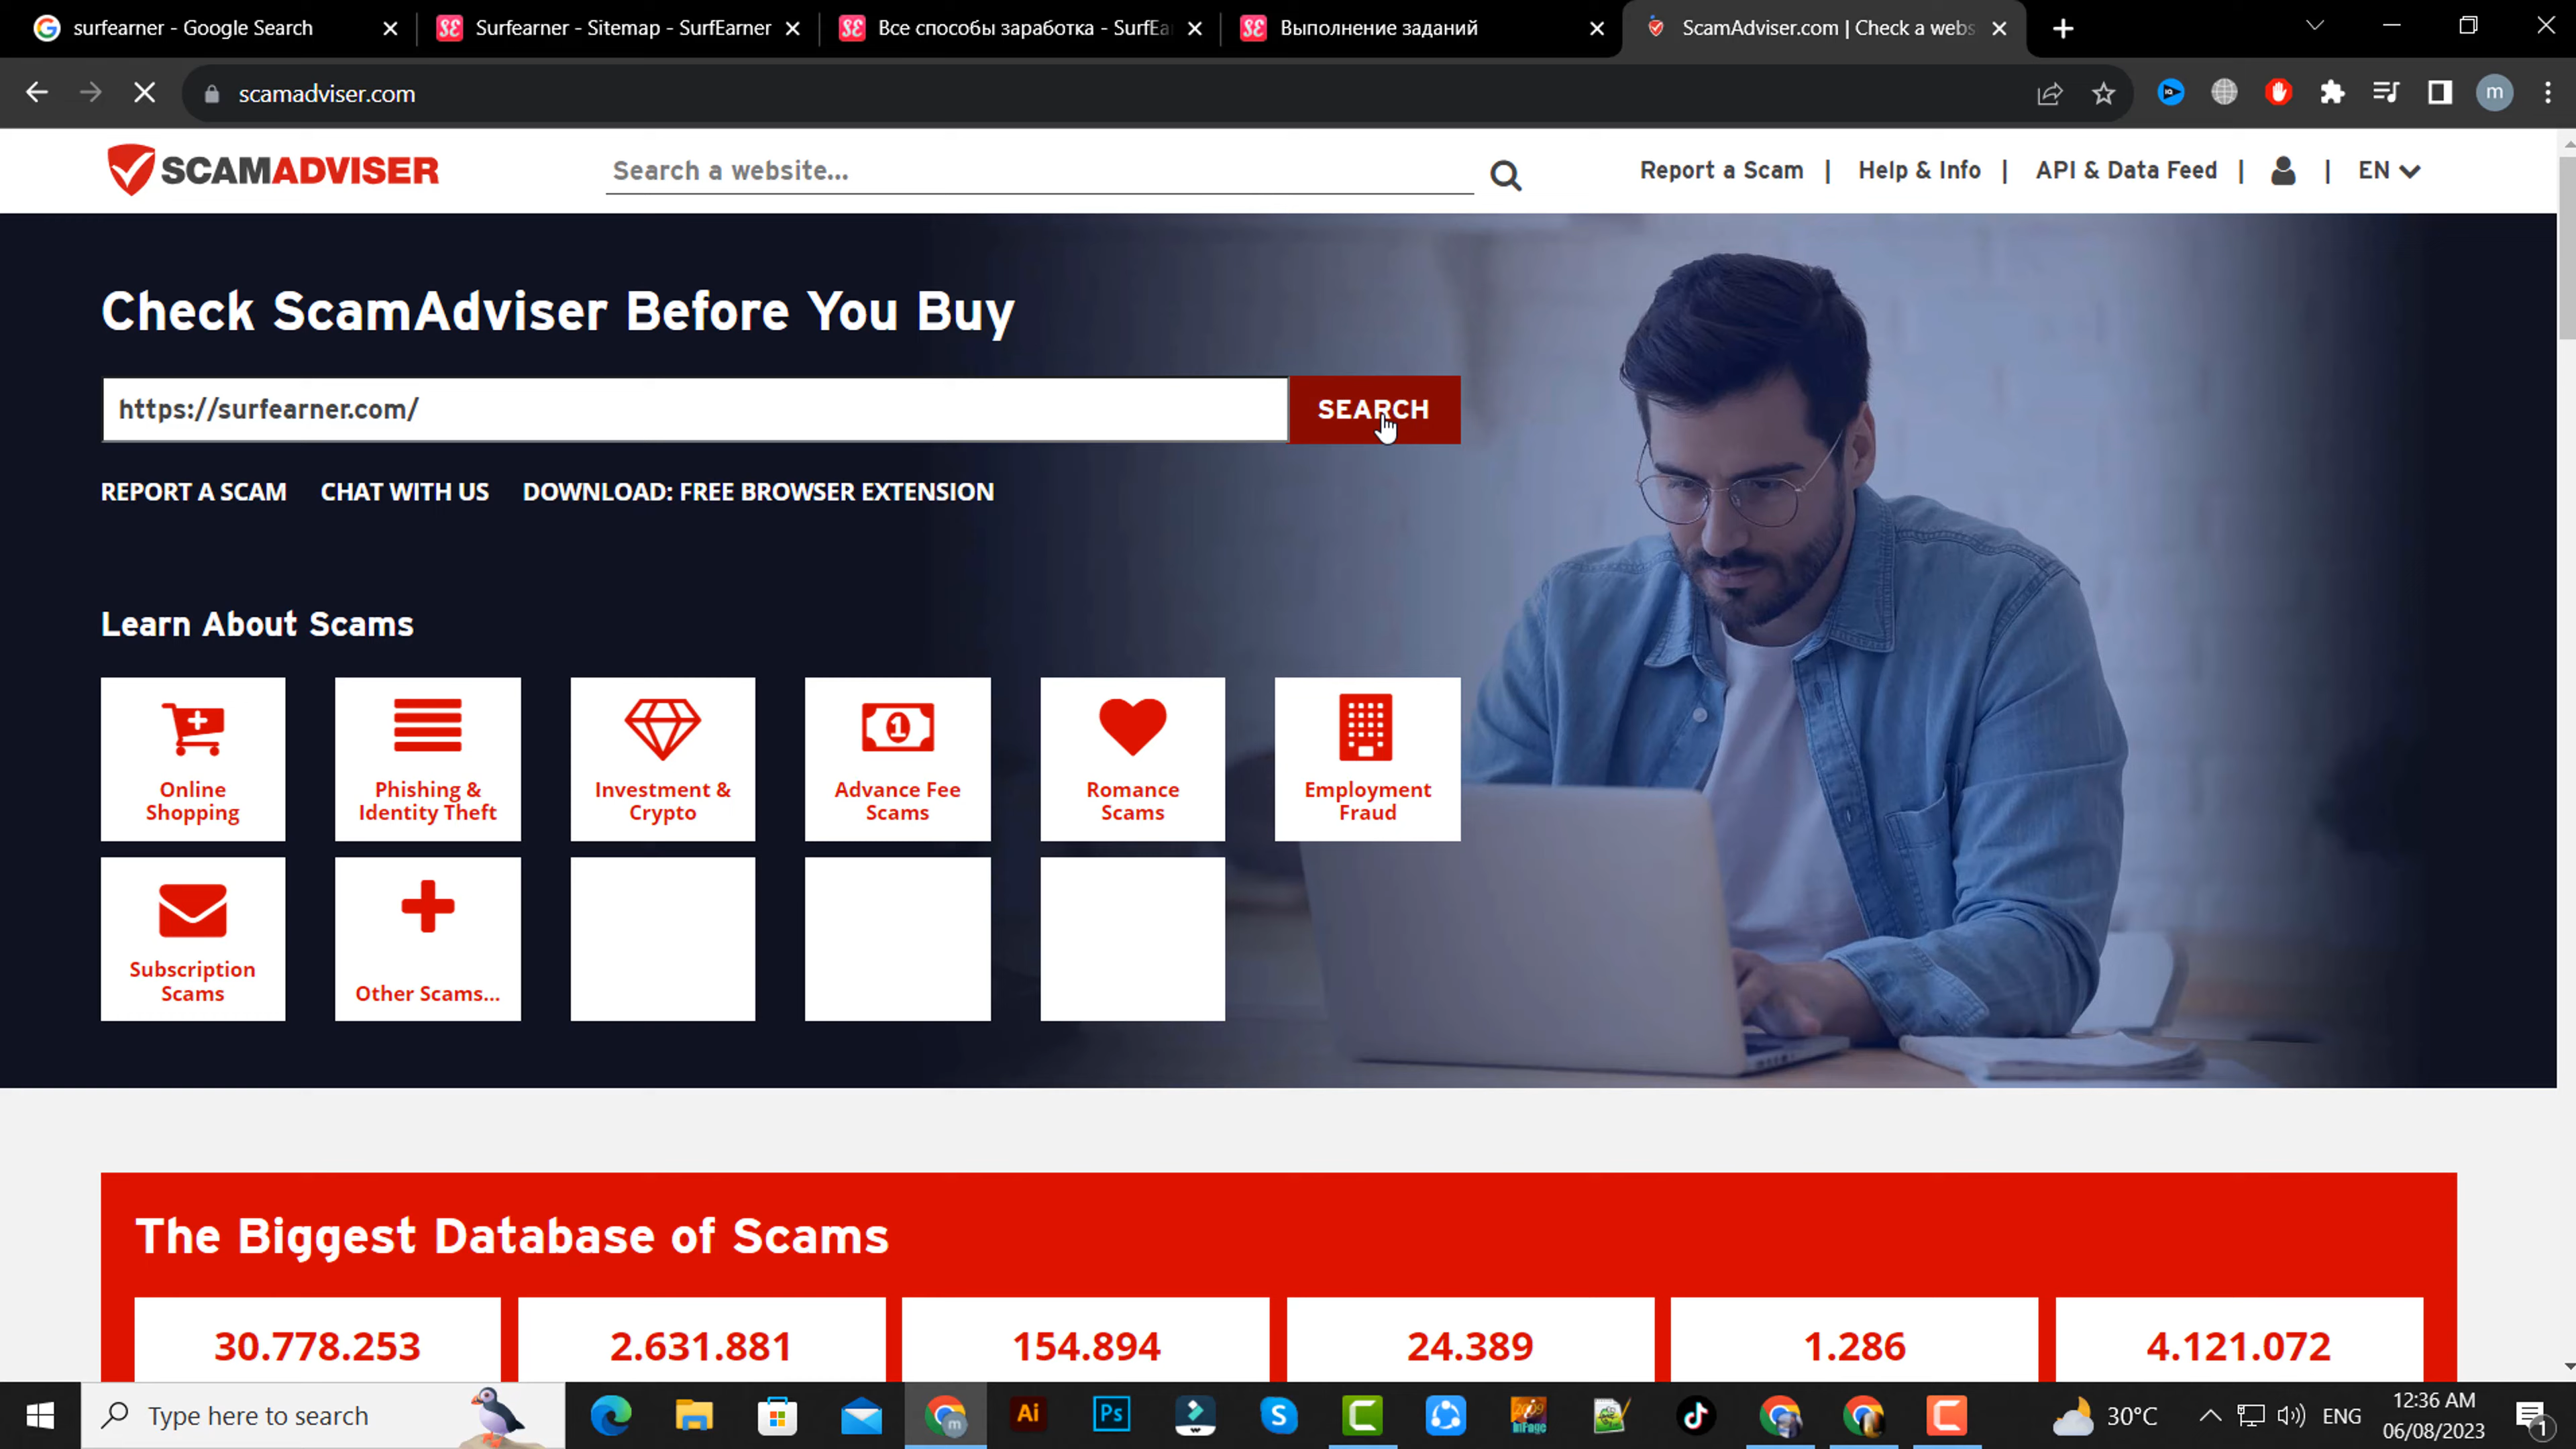 surfearner - Google Search
Surfearner - Sitemap - SurfEarner
Все способы заработка - SurfEar
Выполнение заданий
ScamAdviser.com | Check a webs
scamadviser.com
m
SCAMADVISER
Search a website...
Report a Scam | Help & Info | API & Data Feed | | EN
Check ScamAdviser Before You Buy
https://surfearner.com/
SEARCH
REPORT A SCAM CHAT WITH US DOWNLOAD: FREE BROWSER EXTENSION
Learn About Scams
Online
Shopping
Phishing &
Identity Theft
Investment &
Crypto
Advance Fee
Scams
Romance
Scams
Employment
Fraud
Subscription
Scams
Other Scams...
The Biggest Database of Scams
30.778.253
2.631.881
154.894
24.389
1.286
4.121.072
Type here to search
30°C
ENG
12:36 AM
06/08/2023
1